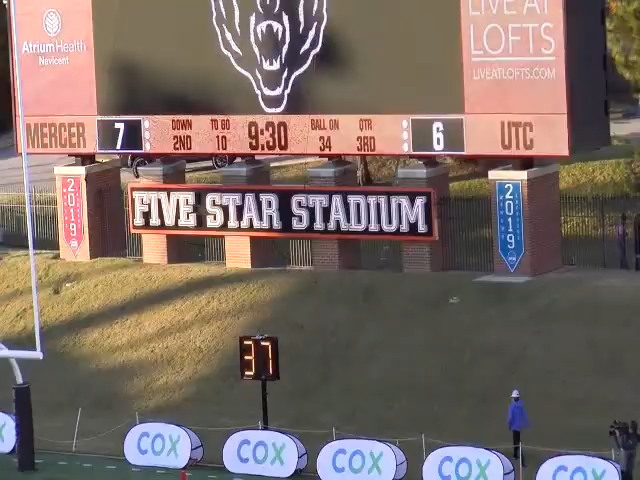 Atrium Health
Navicent
LIVE AT
LOFTS
LIVEATLOFTS.COM
MERCER 7 DOWN 2ND TO GO 10 9:30 BALL ON 34 QTR 3RD 6 UTC
2019
FIVE STAR STADIUM
2019
37
COX
COX
COX
COX
COX